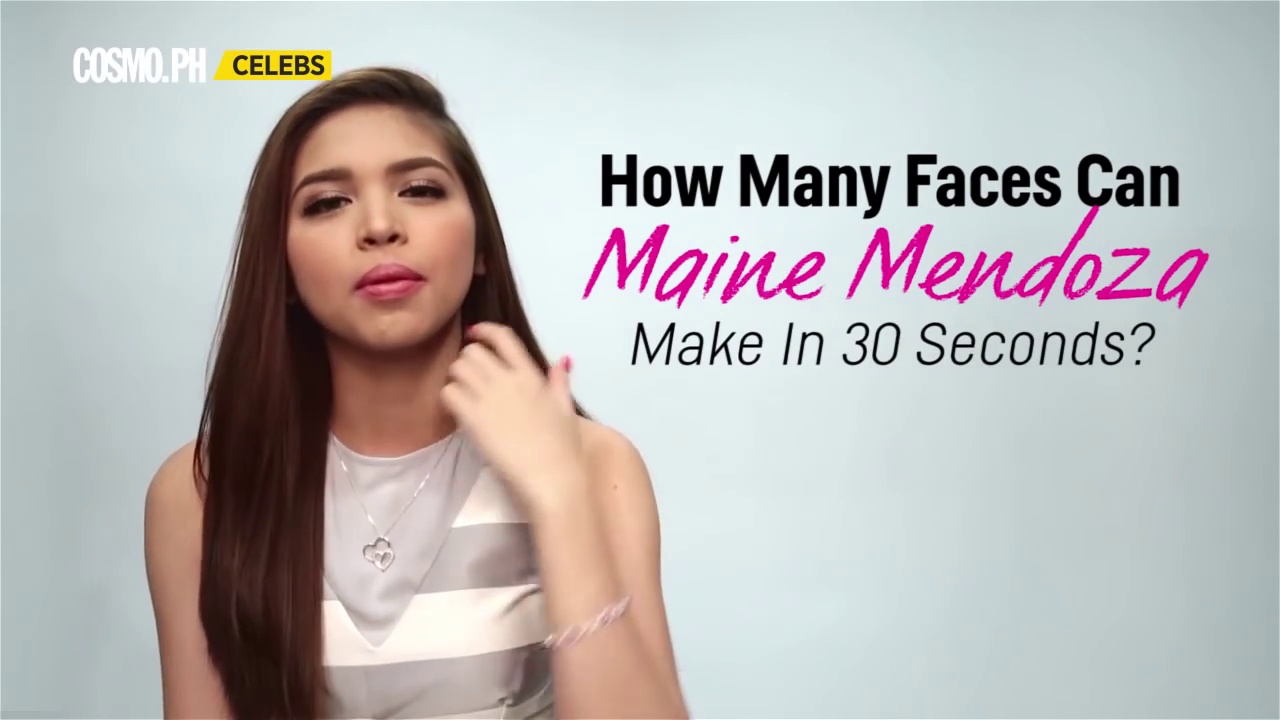 COSMO.PH CELEBS
How Many Faces Can
Maine Mendoza
Make In 30 Seconds?